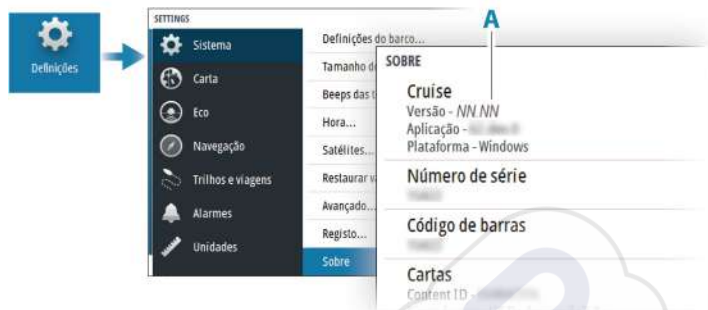 Definições
SETTINGS
Sistema
Carta
Eco
Navegação
Trilhos e viagens
Alarmes
Unidades
Definições do barco...
Tamanho d
Beeps das t
Hora...
Satélites...
Restaurar v
Avançado...
Registo...
Sobre
A
SOBRE
Cruise
Versão - NN.NN
Aplicação -
Plataforma - Windows
Número de série
Código de barras
Cartas
Content ID -